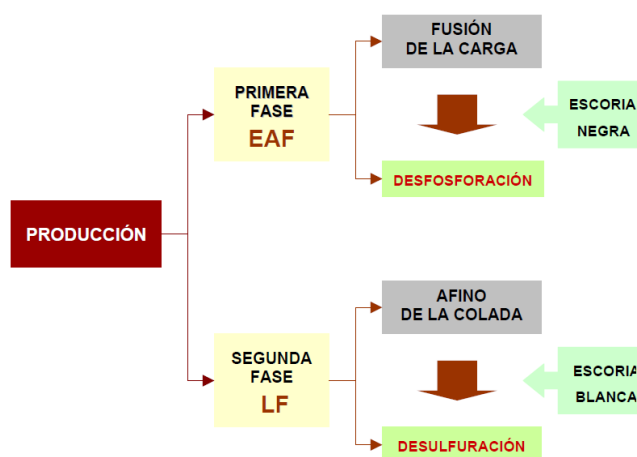 PRODUCCIÓN
PRIMERA
FASE
EAF
FUSIÓN
DE LA CARGA
ESCORIA
NEGRA
DESFOSFORACIÓN
SEGUNDA
FASE
LF
AFINO
DE LA COLADA
ESCORIA
BLANCA
DESULFURACIÓN